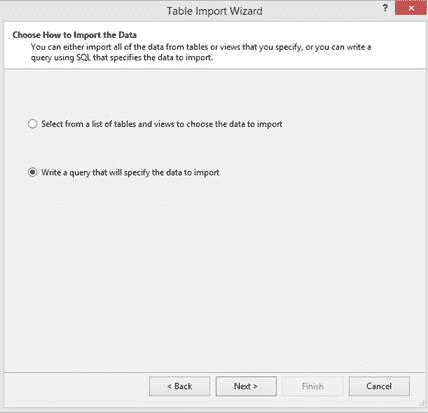 Table Import Wizard
?
Choose How to Import the Data
You can either import all of the data from tables or views that you specify, or you can write a
query using SQL that specifies the data to import.
Select from a list of tables and views to choose the data to import
Write a query that will specify the data to import
< Back Next > Finish Cancel